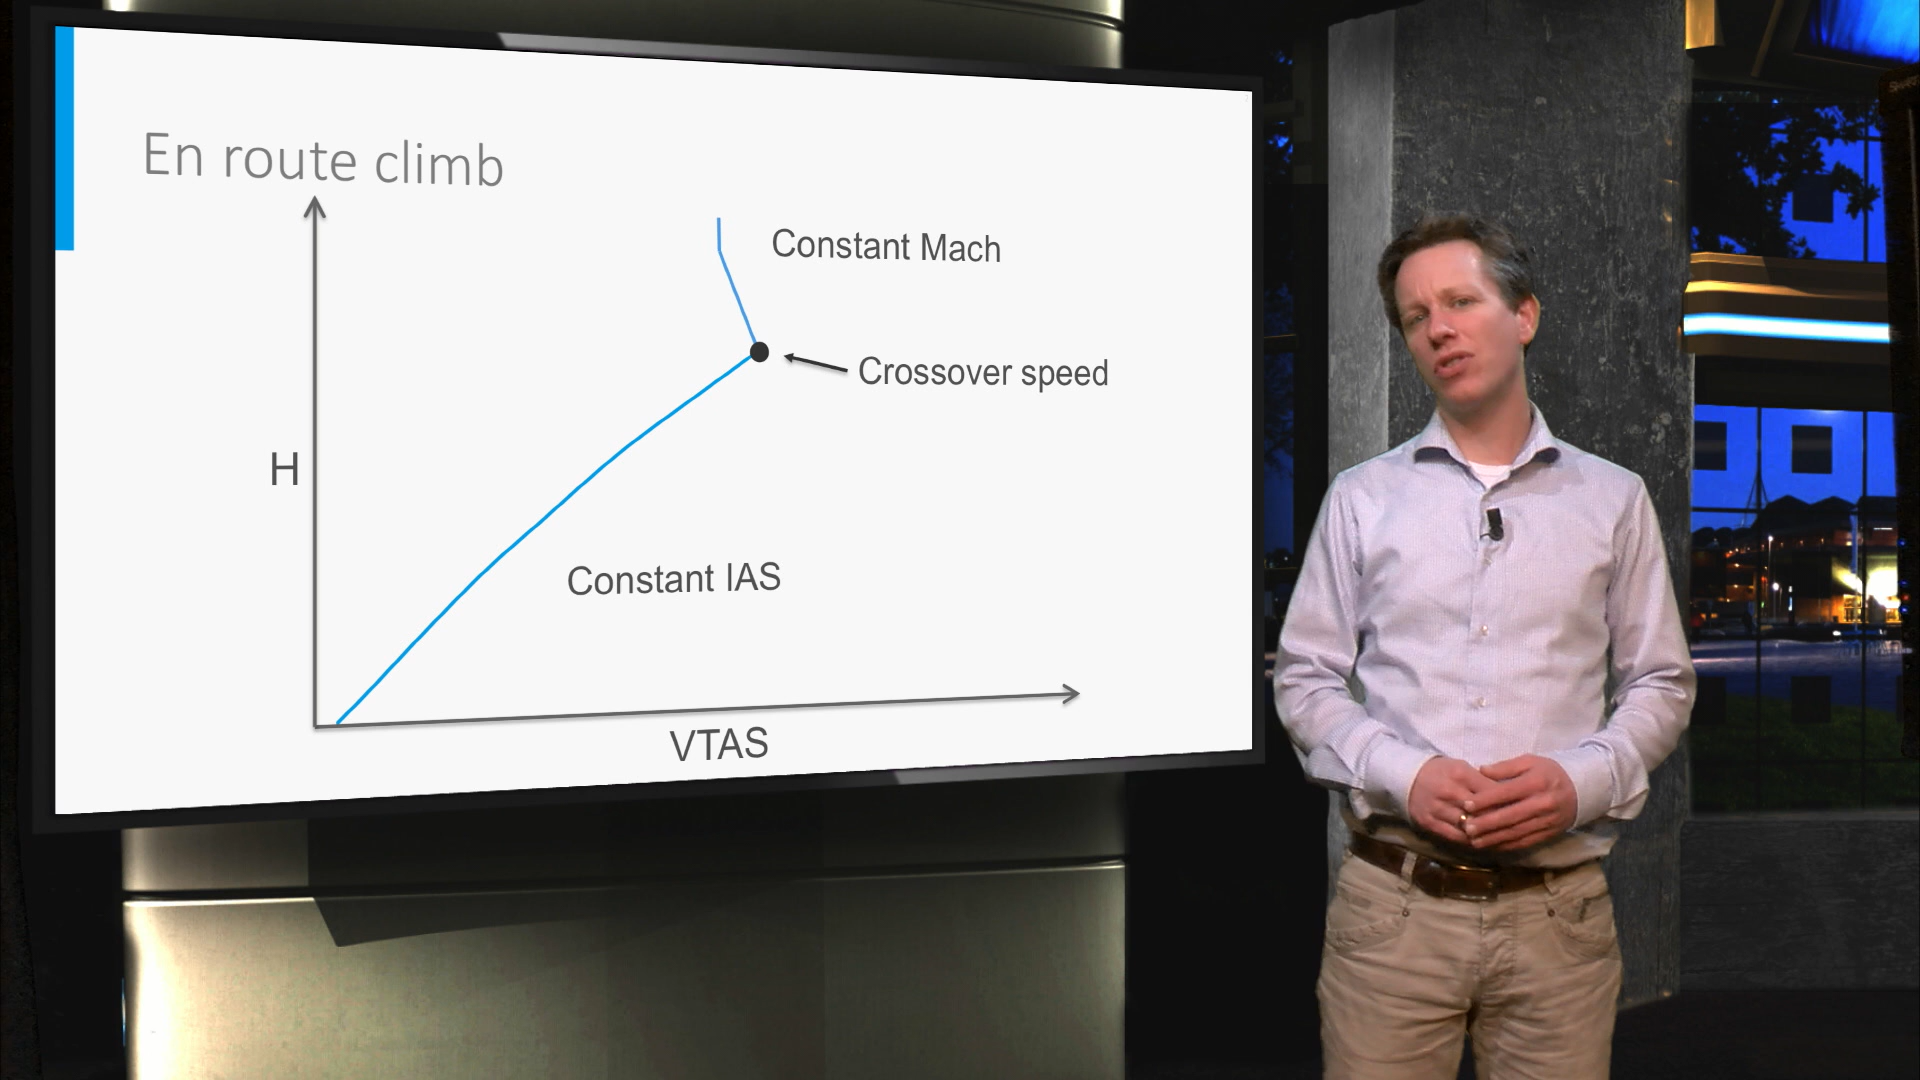 En route climb
Constant Mach
Crossover speed
H
Constant IAS
VTAS